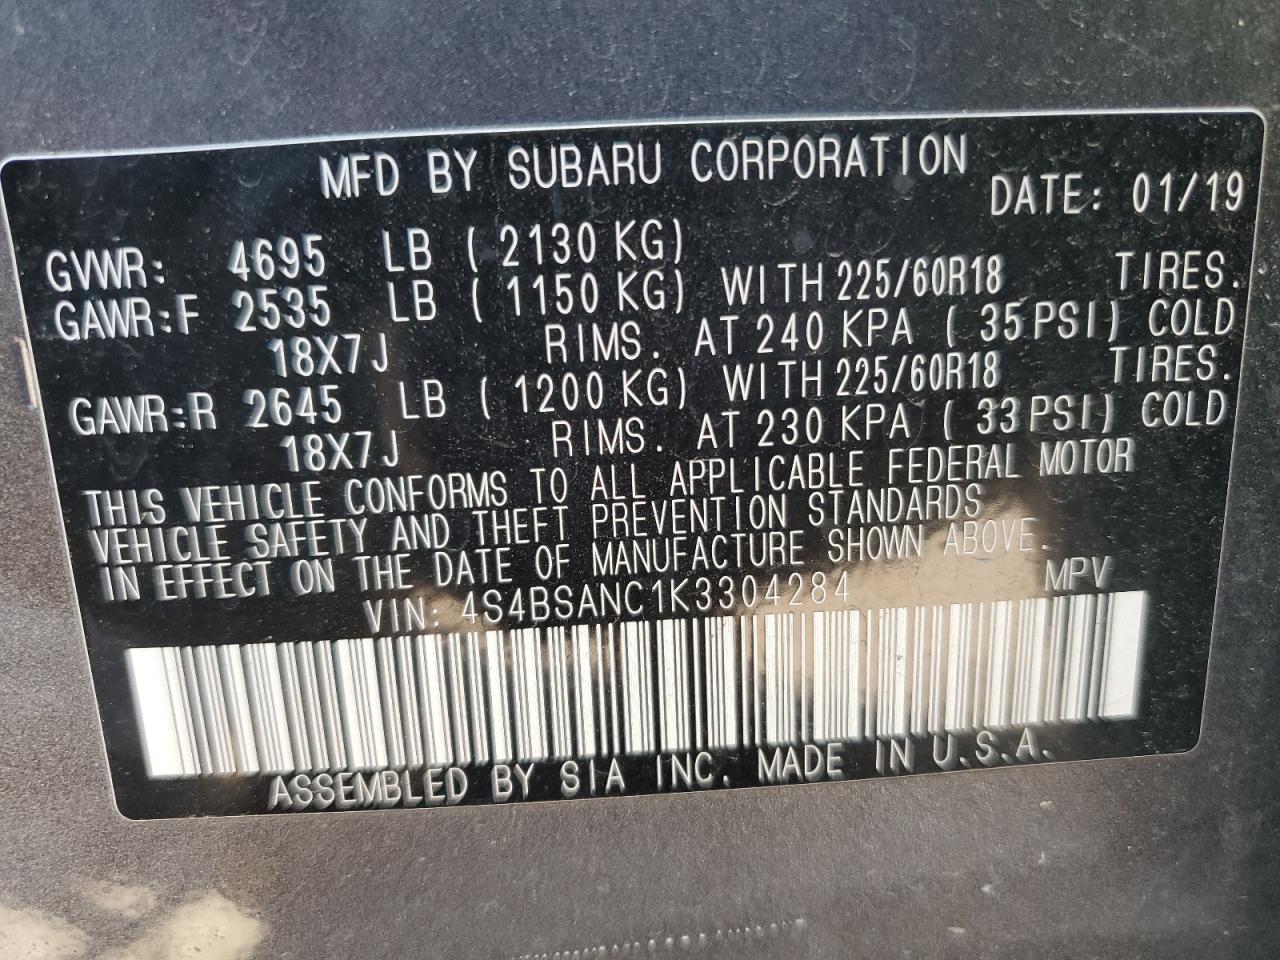 MFD BY SUBARU CORPORATION
DATE: 01/19
GVWR: 4695 LB ( 2130 KG)
GAWR:F 2535 LB ( 1150 KG) WITH 225/60R18 TIRES.
18X7J RIMS. AT 240 KPA ( 35 PSI) COLD
GAWR:R 2645 LB ( 1200 KG) WITH 225/60R18 TIRES.
18X7J RIMS. AT 230 KPA ( 33 PSI) COLD
THIS VEHICLE CONFORMS TO ALL APPLICABLE FEDERAL MOTOR
VEHICLE SAFETY AND THEFT PREVENTION STANDARDS
IN EFFECT ON THE DATE OF MANUFACTURE SHOWN ABOVE.
VIN: 4S4BSANC1K3304284 MPV
ASSEMBLED BY SIA INC. MADE IN U.S.A.